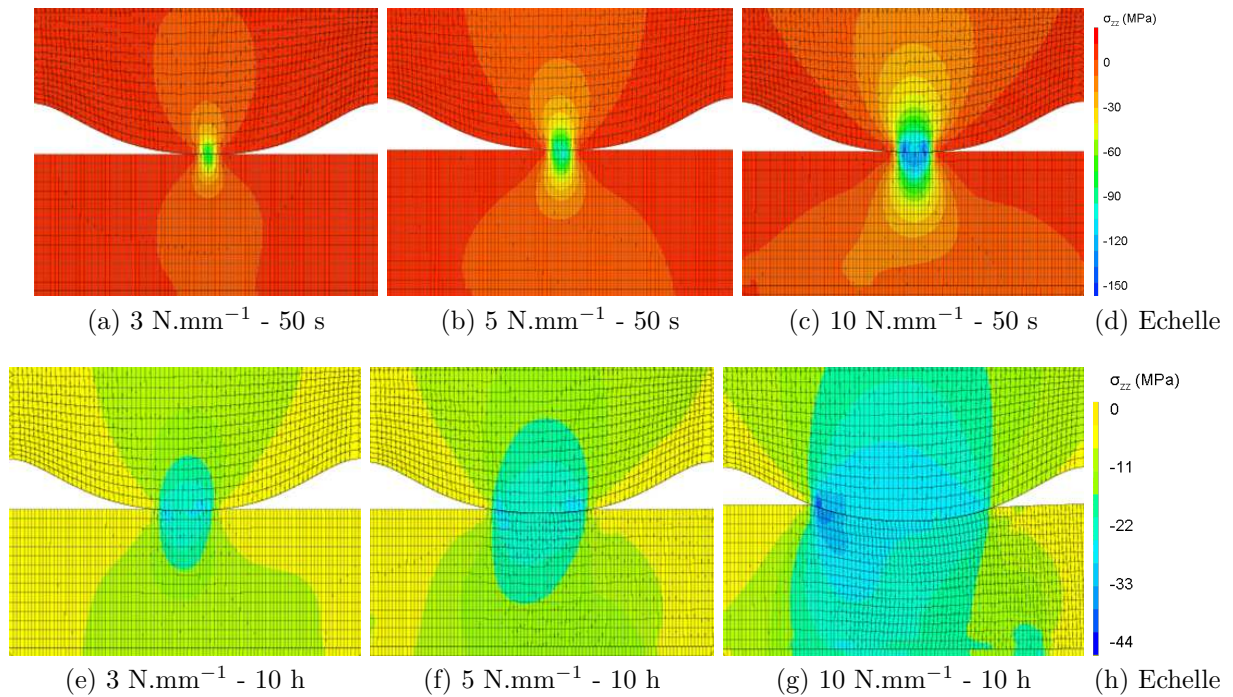 σzz (MPa)
0
-30
-60
-90
-120
-150
(a) 3 N.mm⁻¹ - 50 s
(b) 5 N.mm⁻¹ - 50 s
(c) 10 N.mm⁻¹ - 50 s
(d) Echelle
σzz (MPa)
0
-11
-22
-33
-44
(e) 3 N.mm⁻¹ - 10 h
(f) 5 N.mm⁻¹ - 10 h
(g) 10 N.mm⁻¹ - 10 h
(h) Echelle